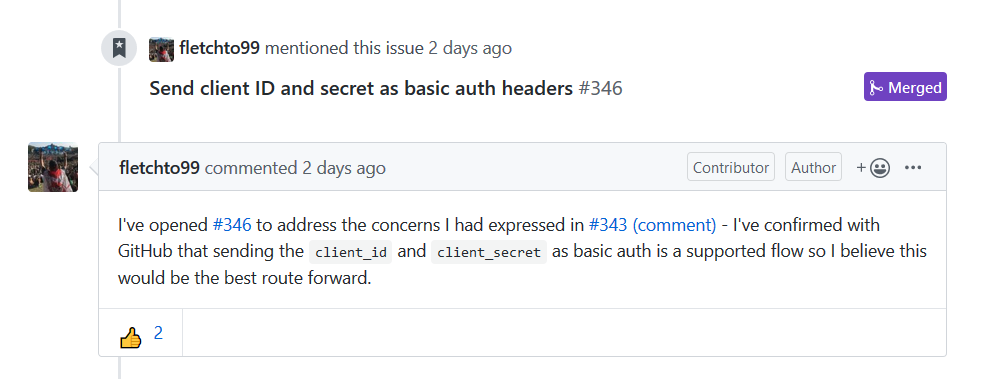 fletchto99 mentioned this issue 2 days ago
Send client ID and secret as basic auth headers #346
Merged
fletchto99 commented 2 days ago
Contributor
Author
+
I've opened #346 to address the concerns I had expressed in #343 (comment) - I've confirmed with
GitHub that sending the client_id and client_secret as basic auth is a supported flow so I believe this
would be the best route forward.
2